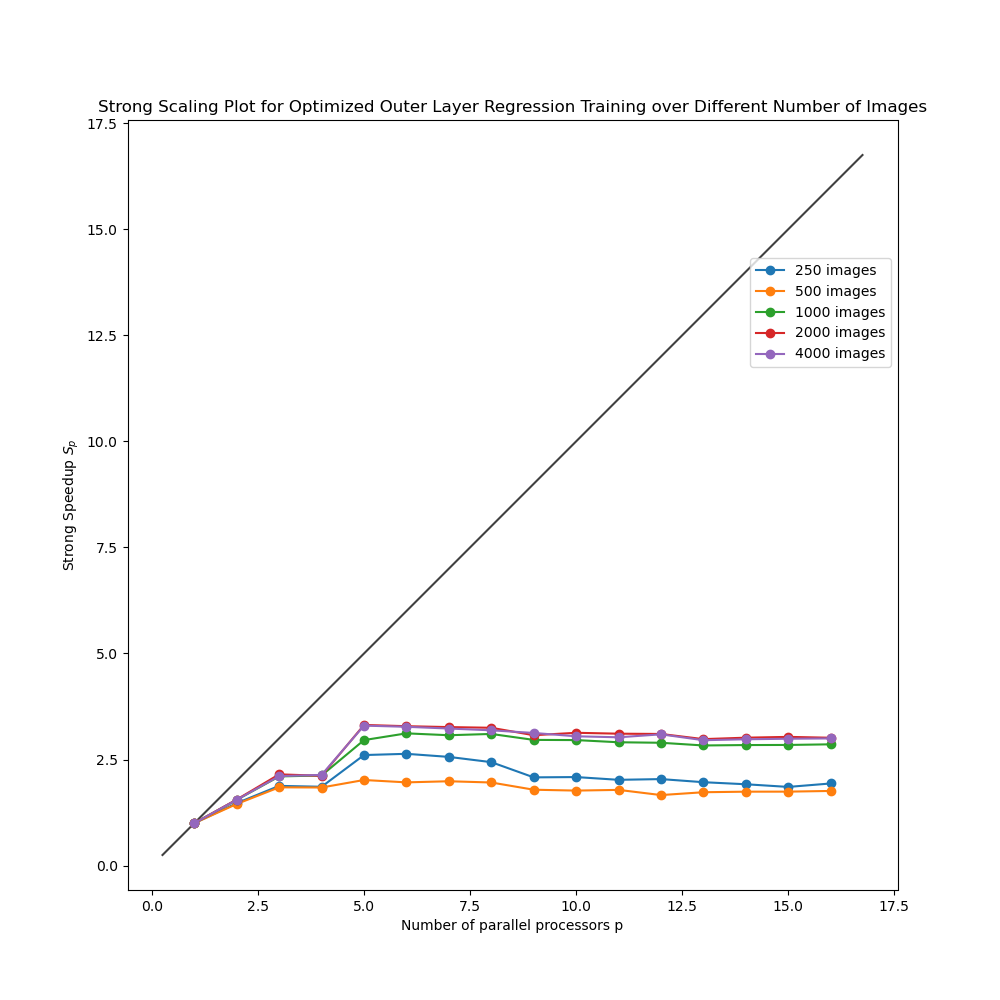 Strong Scaling Plot for Optimized Outer Layer Regression Training over Different Number of Images
17.5
15.0
12.5
10.0
7.5
5.0
2.5
0.0
Strong Speedup $S_p$
250 images
500 images
1000 images
2000 images
4000 images
0.0 2.5 5.0 7.5 10.0 12.5 15.0 17.5
Number of parallel processors p